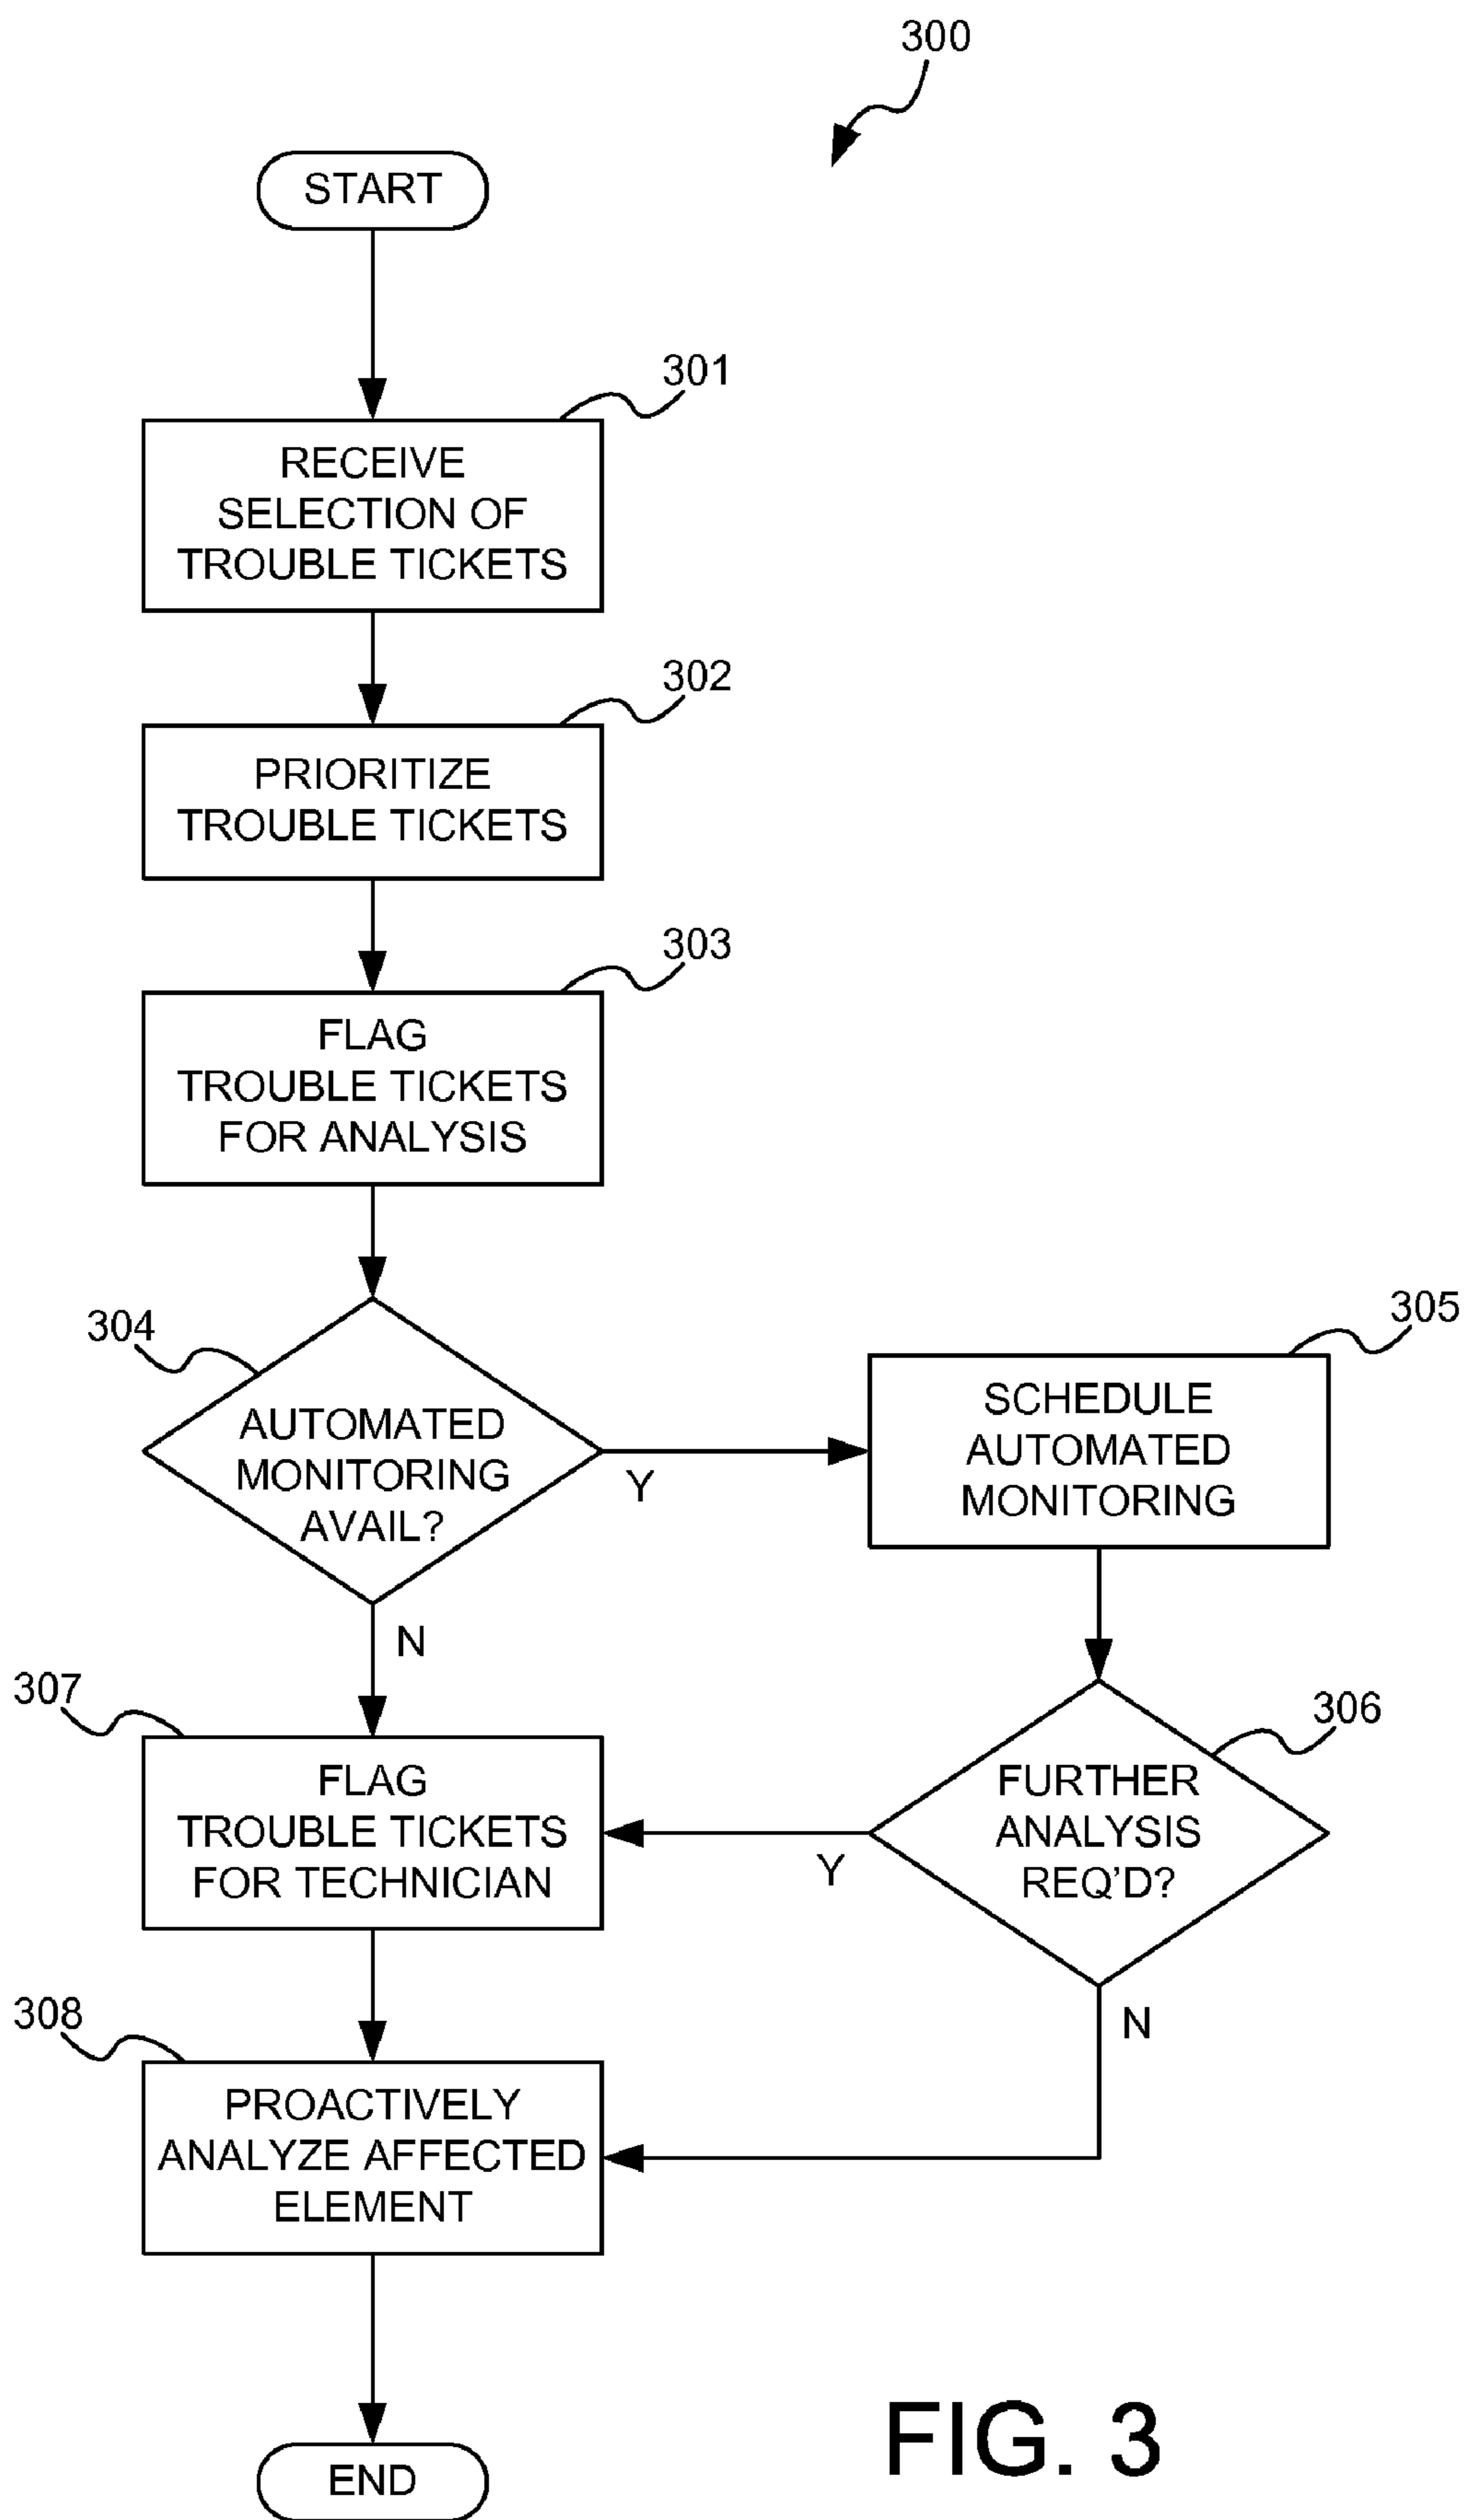 300
START
301
RECEIVE
SELECTION OF
TROUBLE TICKETS
302
PRIORITIZE
TROUBLE TICKETS
303
FLAG
TROUBLE TICKETS
FOR ANALYSIS
304
AUTOMATED
MONITORING
AVAIL?
Y
N
305
SCHEDULE
AUTOMATED
MONITORING
306
FURTHER
ANALYSIS
REQ'D?
Y
N
307
FLAG
TROUBLE TICKETS
FOR TECHNICIAN
308
PROACTIVELY
ANALYZE AFFECTED
ELEMENT
END
FIG. 3